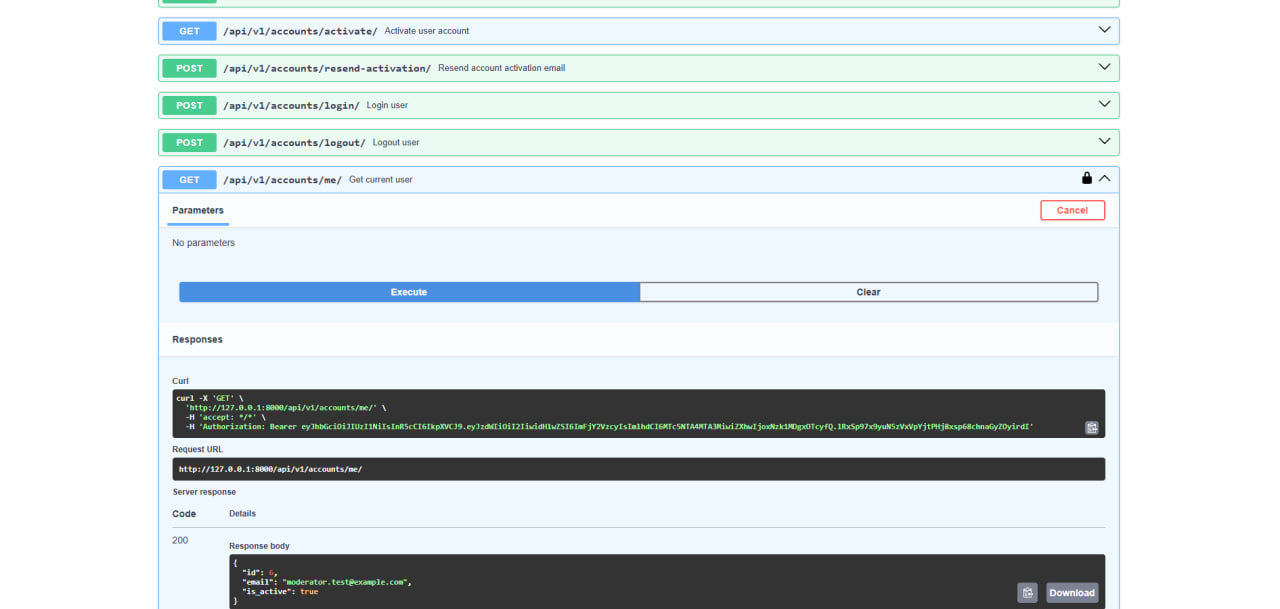 GET /api/v1/accounts/activate/ Activate user account
POST /api/v1/accounts/resend-activation/ Resend account activation email
POST /api/v1/accounts/login/ Login user
POST /api/v1/accounts/logout/ Logout user
GET /api/v1/accounts/me/ Get current user
Parameters
Cancel
No parameters
Execute Clear
Responses
Curl
curl -X 'GET' \
'http://127.0.0.1:8000/api/v1/accounts/me/' \
-H 'accept: */*' \
-H 'Authorization: Bearer
Request URL
http://127.0.0.1:8000/api/v1/accounts/me/
Server response
Code Details
200
Response body
{
"id": 6,
"email": "moderator.test@example.com",
"is_active": true
}
Download